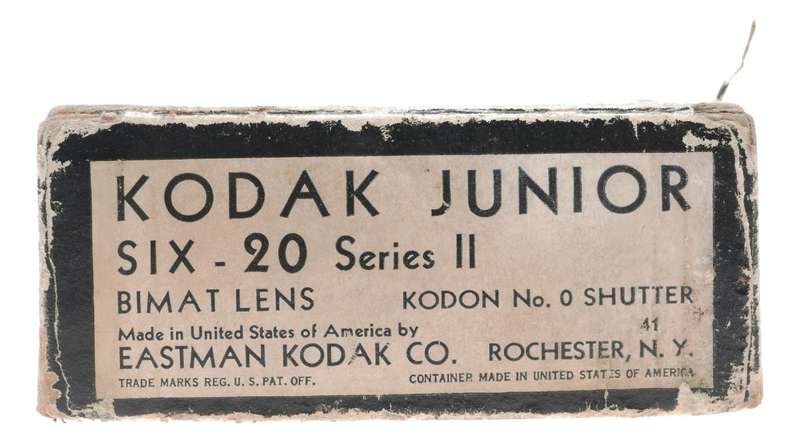 KODAK JUNIOR
SIX - 20 Series II
BIMAT LENS KODON No. 0 SHUTTER
Made in United States of America by 41
EASTMAN KODAK CO. ROCHESTER, N. Y.
TRADE MARKS REG. U. S. PAT. OFF. CONTAINER MADE IN UNITED STATES OF AMERICA